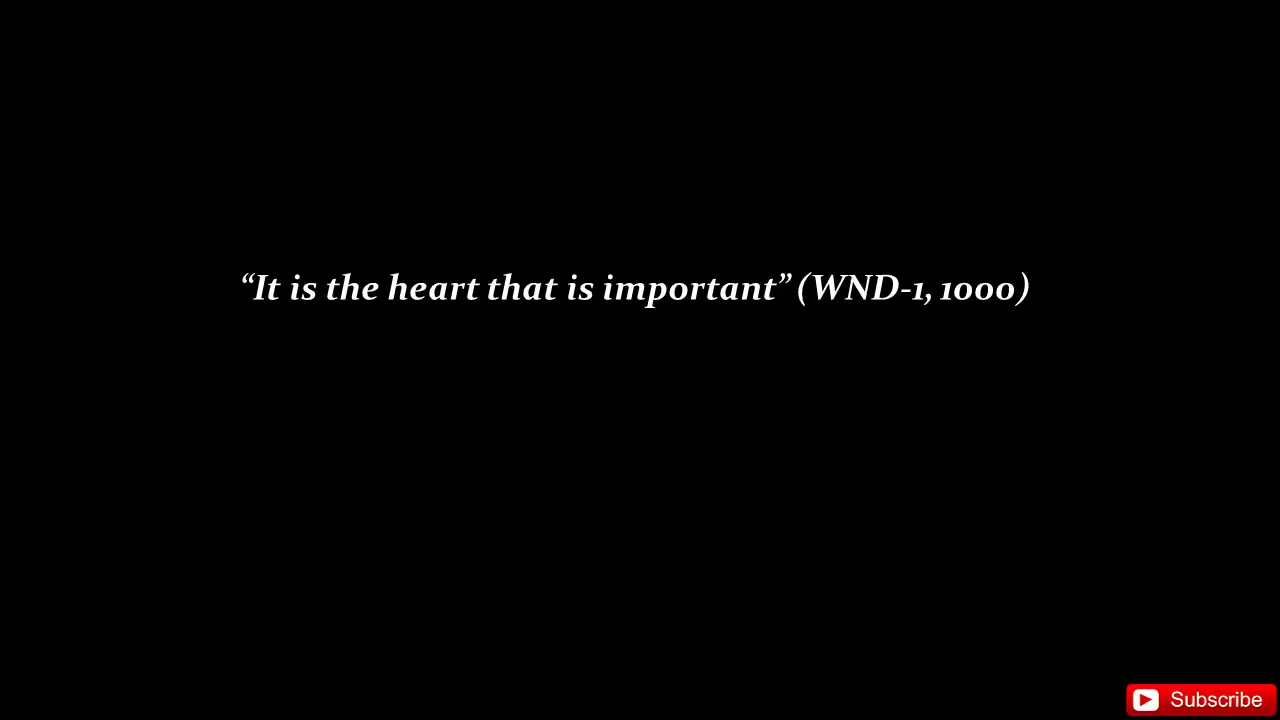 “It is the heart that is important” (WND-1, 1000)
Subscribe